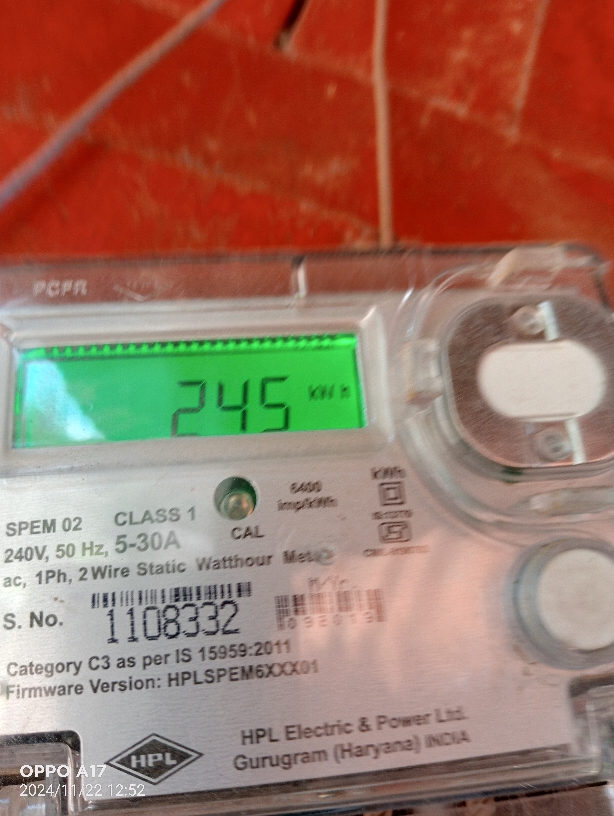 245 kWh
6400
imp/kWh
kWh
SPEM 02 CLASS 1
CAL
240V, 50 Hz, 5-30A
ac, 1Ph, 2 Wire Static Watthour Meter
M/Yr.
S. No. 1108332
092019
Category C3 as per IS 15959:2011
Firmware Version: HPLSPEM6XXX01
HPL Electric & Power Ltd.
Gurugram (Haryana) INDIA
HPL
OPPO A17
2024/11/22 12:52